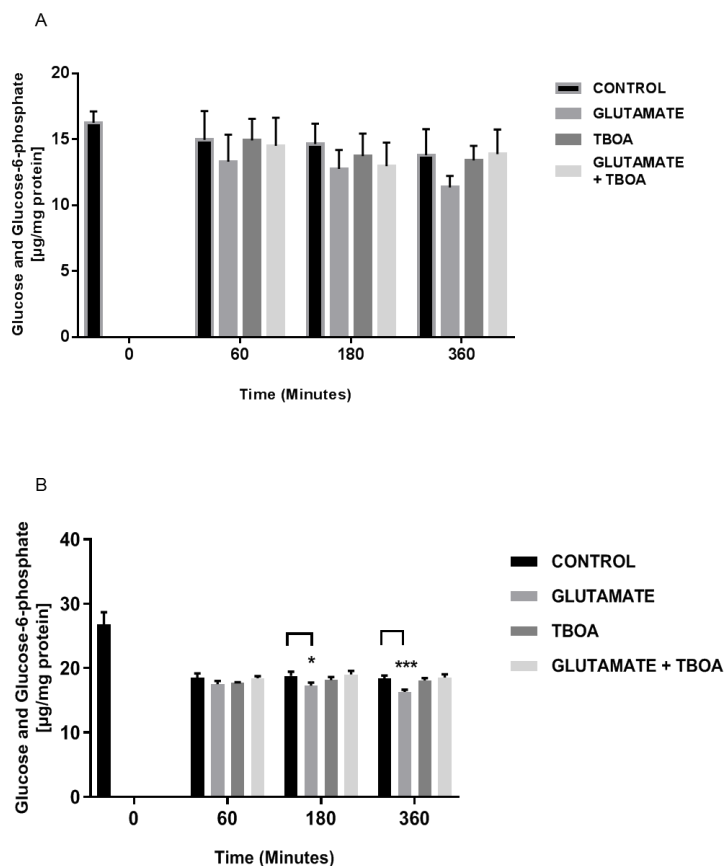 A
Glucose and Glucose-6-phosphate
[µg/mg protein]
20
15
10
5
0
0
60
180
360
Time (Minutes)
CONTROL
GLUTAMATE
TBOA
GLUTAMATE
+ TBOA
B
Glucose and Glucose-6-phosphate
[µg/mg protein]
40
30
20
10
0
*
***
0
60
180
360
Time (Minutes)
CONTROL
GLUTAMATE
TBOA
GLUTAMATE + TBOA